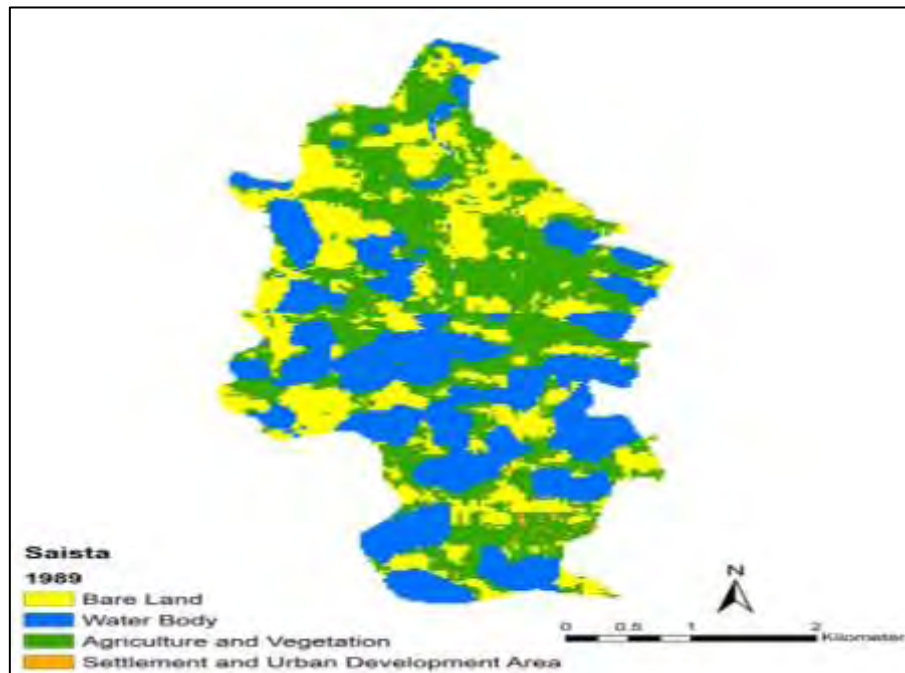 Saista
1989
Bare Land
Water Body
Agriculture and Vegetation
Settlement and Urban Development Area
N
0 0.5 1 2
Kilometer